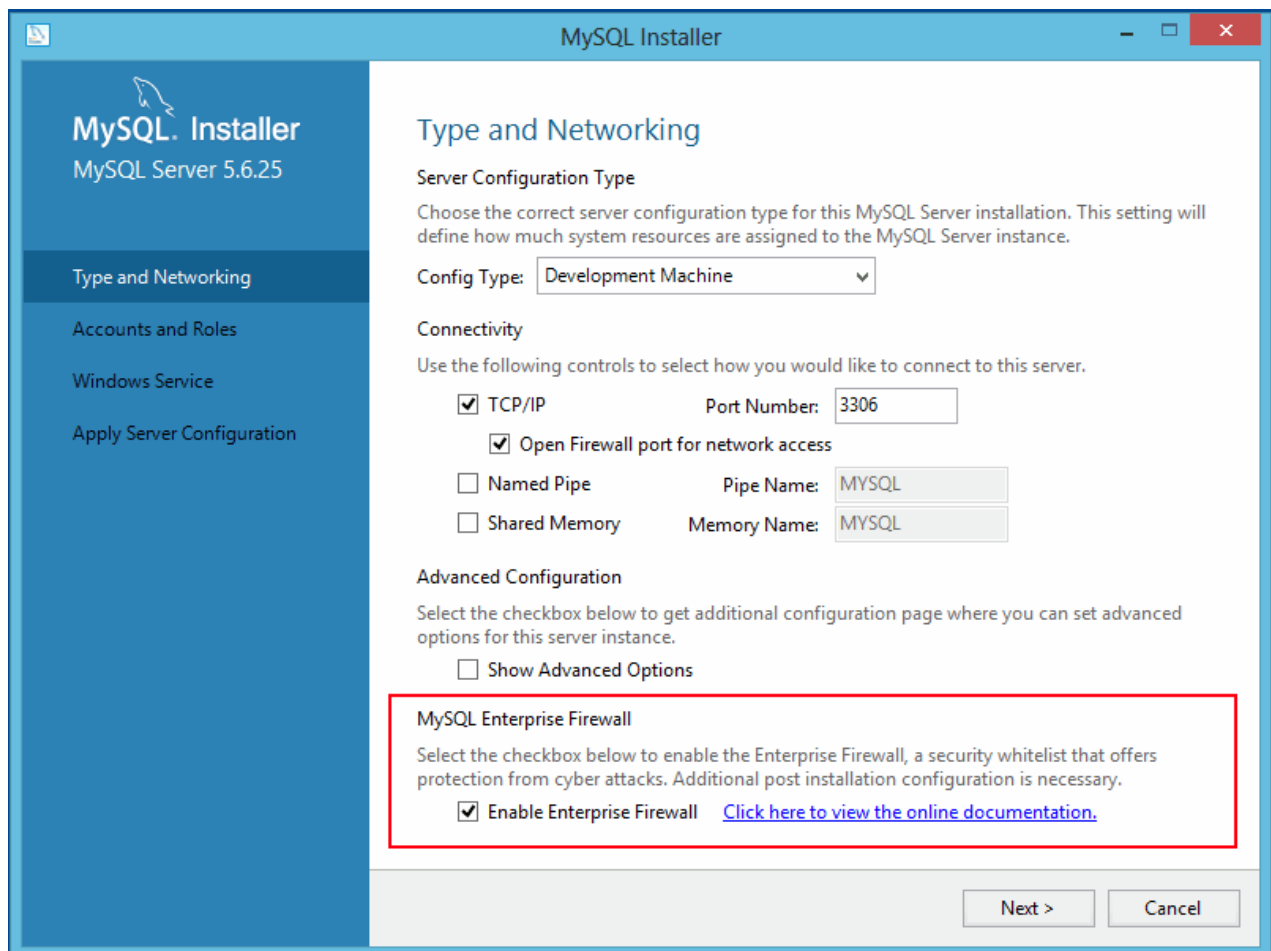 MySQL Installer
MySQL. Installer
MySQL Server 5.6.25
Type and Networking
Accounts and Roles
Windows Service
Apply Server Configuration
Type and Networking
Server Configuration Type
Choose the correct server configuration type for this MySQL Server installation. This setting will
define how much system resources are assigned to the MySQL Server instance.
Config Type: Development Machine
Connectivity
Use the following controls to select how you would like to connect to this server.
TCP/IP Port Number: 3306
Open Firewall port for network access
Named Pipe Pipe Name: MYSQL
Shared Memory Memory Name: MYSQL
Advanced Configuration
Select the checkbox below to get additional configuration page where you can set advanced
options for this server instance.
Show Advanced Options
MySQL Enterprise Firewall
Select the checkbox below to enable the Enterprise Firewall, a security whitelist that offers
protection from cyber attacks. Additional post installation configuration is necessary.
Enable Enterprise Firewall Click here to view the online documentation.
Next > Cancel